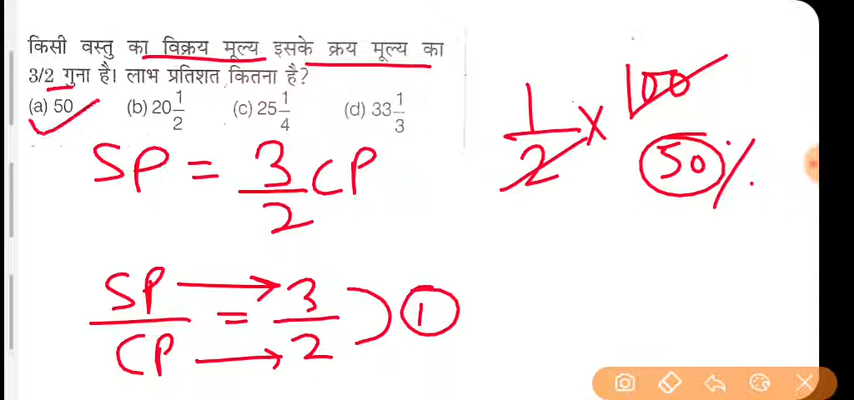 किसी वस्तु का विक्रय मूल्य इसके क्रय मूल्य का
3/2 गुना है। लाभ प्रतिशत कितना है?
(a) 50 (b) 20 1/2 (c) 25 1/4 (d) 33 1/3
SP = 3/2 CP
SP/CP = 3/2 ) 1
1/2 × 100
50 %